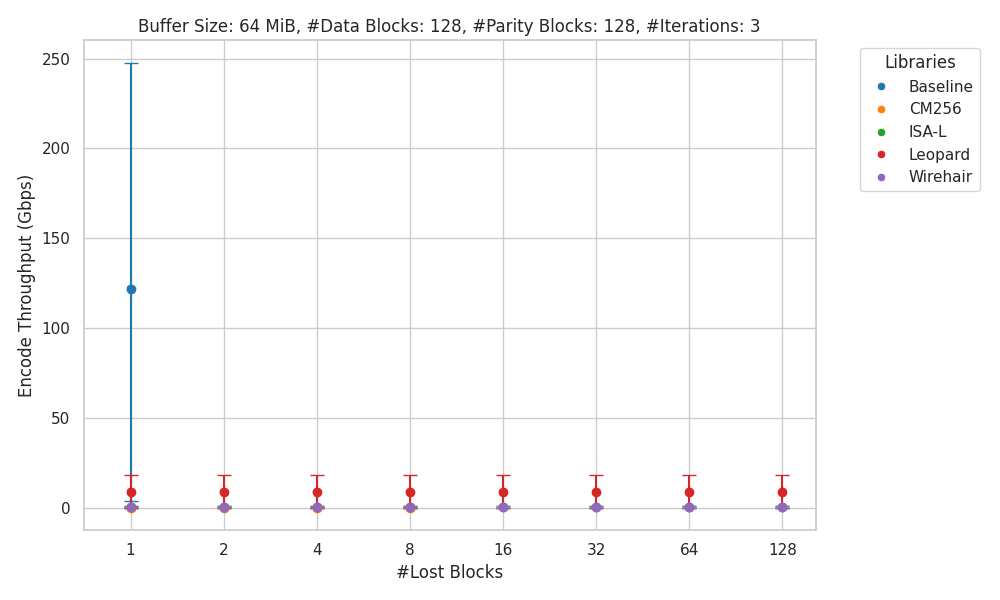 Buffer Size: 64 MiB, #Data Blocks: 128, #Parity Blocks: 128, #Iterations: 3
Encode Throughput (Gbps)
250
200
150
100
50
0
1 2 4 8 16 32 64 128
#Lost Blocks
Libraries
Baseline
CM256
ISA-L
Leopard
Wirehair